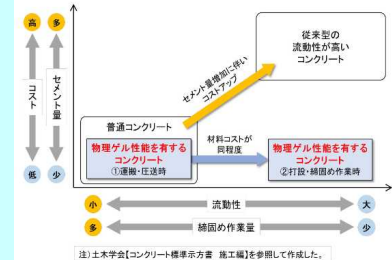 高
多
コスト
セメント量
低
少
従来型の
流動性が高い
コンクリート
セメント量増加に伴い
コストアップ
普通コンクリート
物理ゲル性能を有する
コンクリート
①運搬・圧送時
材料コストが
同程度
物理ゲル性能を有する
コンクリート
②打設・締固め作業時
小
流動性
大
多
締固め作業量
少
注）土木学会【コンクリート標準示方書　施工編】を参照して作成した。